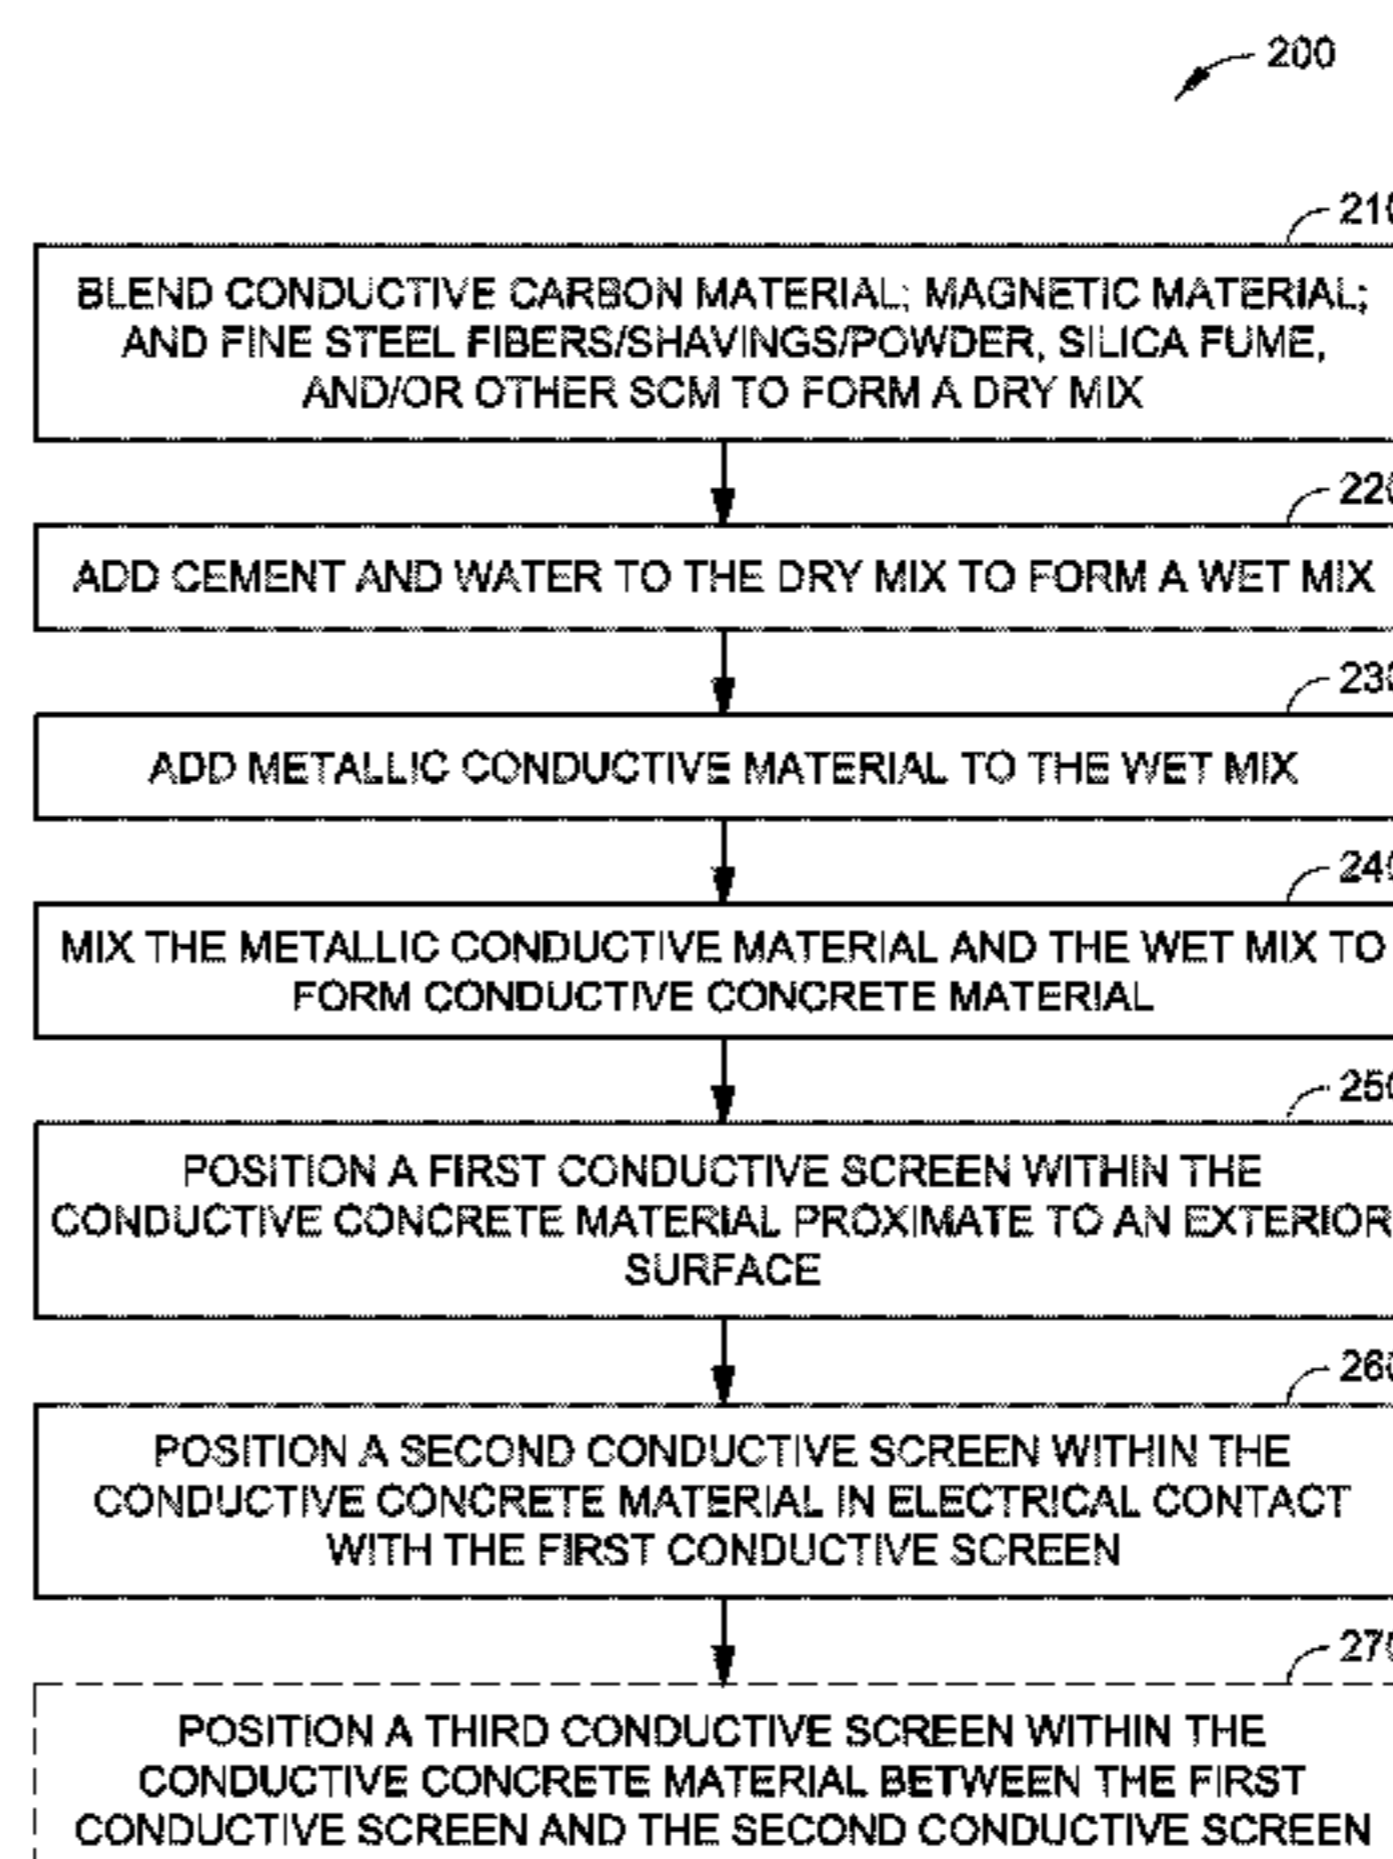 200
210
BLEND CONDUCTIVE CARBON MATERIAL; MAGNETIC MATERIAL;
AND FINE STEEL FIBERS/SHAVINGS/POWDER, SILICA FUME,
AND/OR OTHER SCM TO FORM A DRY MIX
220
ADD CEMENT AND WATER TO THE DRY MIX TO FORM A WET MIX
230
ADD METALLIC CONDUCTIVE MATERIAL TO THE WET MIX
240
MIX THE METALLIC CONDUCTIVE MATERIAL AND THE WET MIX TO
FORM CONDUCTIVE CONCRETE MATERIAL
250
POSITION A FIRST CONDUCTIVE SCREEN WITHIN THE
CONDUCTIVE CONCRETE MATERIAL PROXIMATE TO AN EXTERIOR
SURFACE
260
POSITION A SECOND CONDUCTIVE SCREEN WITHIN THE
CONDUCTIVE CONCRETE MATERIAL IN ELECTRICAL CONTACT
WITH THE FIRST CONDUCTIVE SCREEN
270
POSITION A THIRD CONDUCTIVE SCREEN WITHIN THE
CONDUCTIVE CONCRETE MATERIAL BETWEEN THE FIRST
CONDUCTIVE SCREEN AND THE SECOND CONDUCTIVE SCREEN